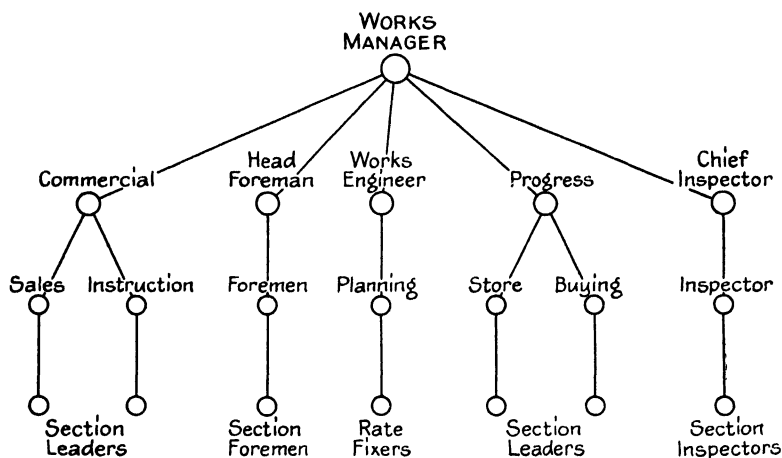 WORKS
MANAGER
Commercial
Head
Foreman
Works
Engineer
Progress
Chief
Inspector
Sales
Instruction
Foremen
Planning
Store
Buying
Inspector
Section
Leaders
Section
Foremen
Rate
Fixers
Section
Leaders
Section
Inspectors